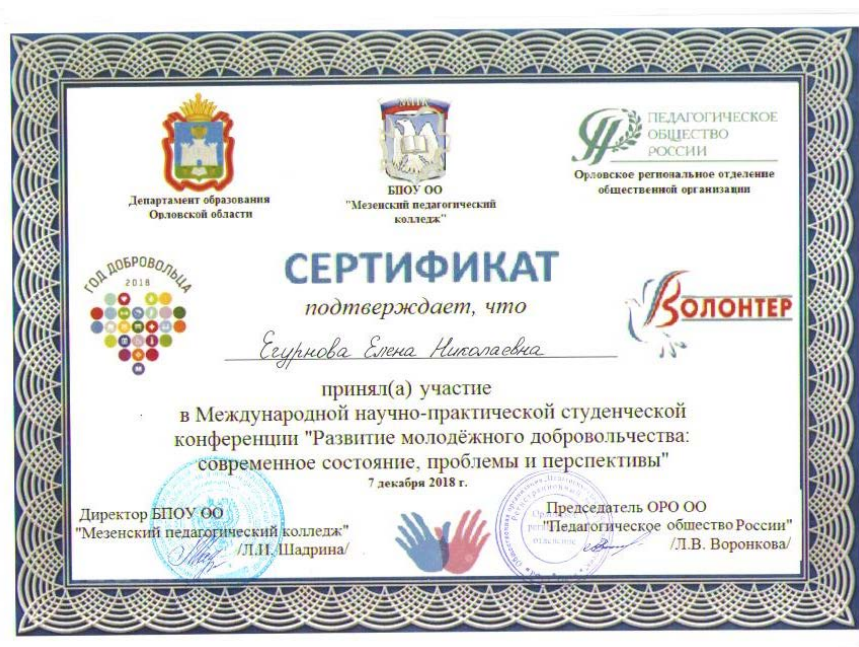 МПК
ПЕДАГОГИЧЕСКОЕ
ОБЩЕСТВО
РОССИИ
Департамент образования
Орловской области
БПОУ ОО
"Мезенский педагогический
колледж"
Орловское региональное отделение
общественной организации
ГОД ДОБРОВОЛЬЦА
2018
СЕРТИФИКАТ
подтверждает, что
ВОЛОНТЕР
Егурнова Елена Николаевна
принял(а) участие
в Международной научно-практической студенческой
конференции "Развитие молодёжного добровольчества:
современное состояние, проблемы и перспективы"
7 декабря 2018 г.
Директор БПОУ ОО
"Мезенский педагогический колледж"
/Л.И. Шадрина/
Председатель ОРО ОО
"Педагогическое общество России"
/Л.В. Воронкова/